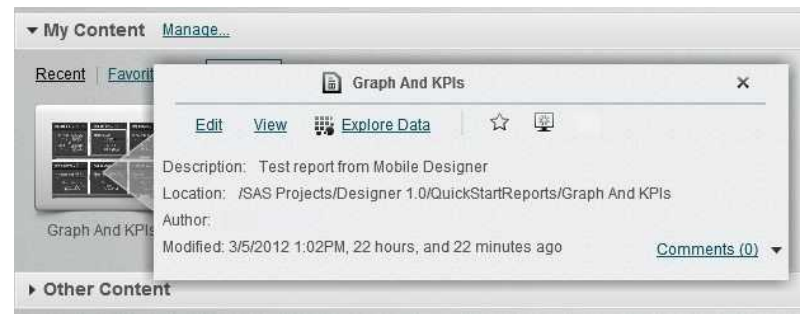 My Content Manage...
Recent Favorit
Graph And KPIs
Edit View Explore Data
Description: Test report from Mobile Designer
Location: /SAS Projects/Designer 1.0/QuickStartReports/Graph And KPIs
Author:
Modified: 3/5/2012 1:02PM, 22 hours, and 22 minutes ago
Comments (0)
Graph And KPIs
Other Content